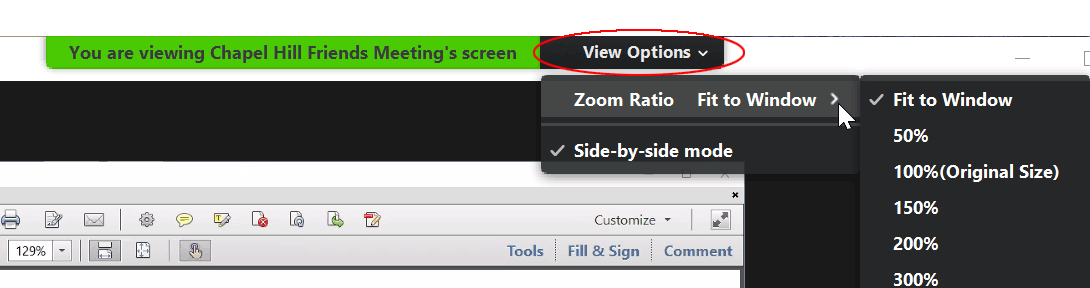 You are viewing Chapel Hill Friends Meeting's screen View Options
Zoom Ratio Fit to Window
Side-by-side mode
Fit to Window
50%
100%(Original Size)
150%
200%
300%
Customize
129%
Tools Fill & Sign Comment